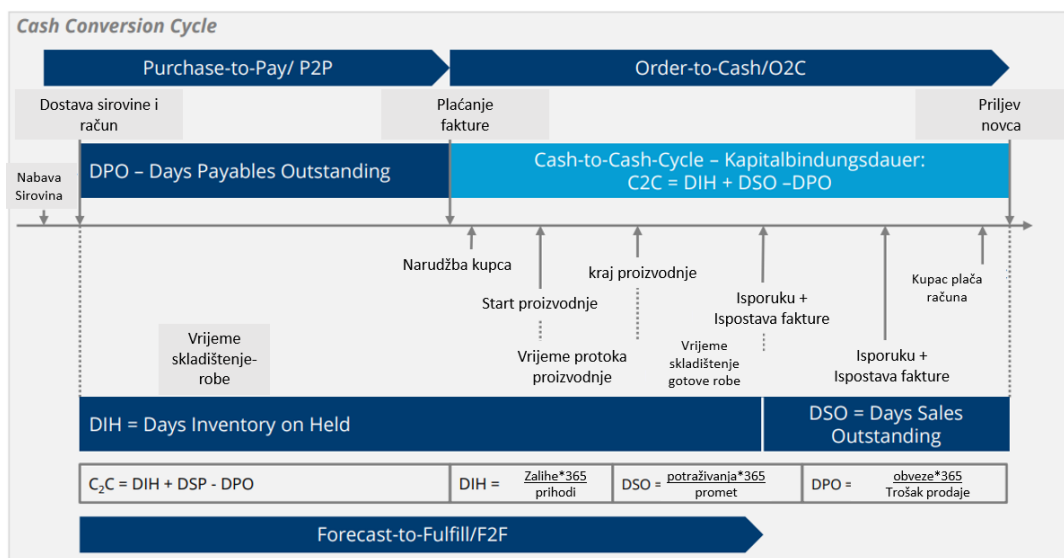 Cash Conversion Cycle
Purchase-to-Pay/ P2P
Order-to-Cash/O2C
Dostava sirovine i
račun
Plaćanje
fakture
Priljev
novca
Nabava
Sirovina
DPO – Days Payables Outstanding
Cash-to-Cash-Cycle – Kapitalbindungsdauer:
C2C = DIH + DSO –DPO
Narudžba kupca
Start proizvodnje
kraj proizvodnje
Isporuku +
Ispostava fakture
Kupac plača
računa
Vrijeme
skladištenje-
robe
Vrijeme protoka
proizvodnje
Vrijeme
skladištenje
gotove robe
Isporuku +
Ispostava fakture
DIH = Days Inventory on Held
DSO = Days Sales
Outstanding
C2C = DIH + DSP - DPO
DIH = Zalihe*365
prihodi
DSO = potraživanja*365
promet
DPO = obveze*365
Trošak prodaje
Forecast-to-Fulfill/F2F